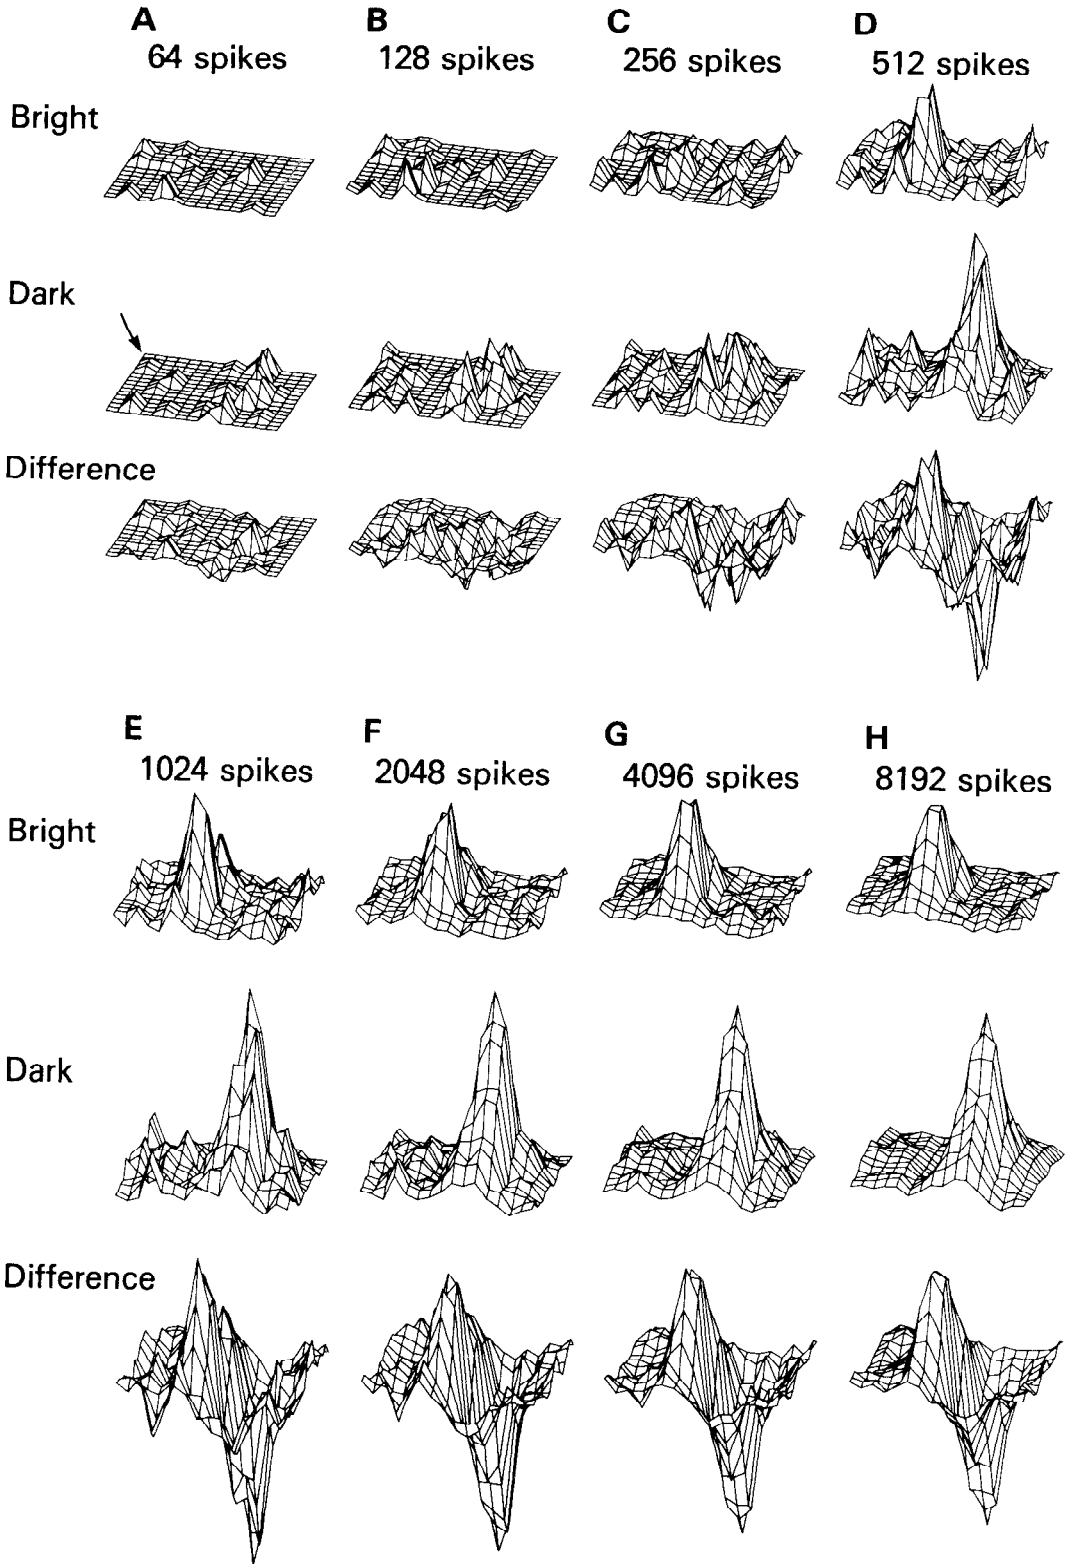 A
64 spikes
B
128 spikes
C
256 spikes
D
512 spikes
Bright
Dark
Difference
E
1024 spikes
F
2048 spikes
G
4096 spikes
H
8192 spikes
Bright
Dark
Difference